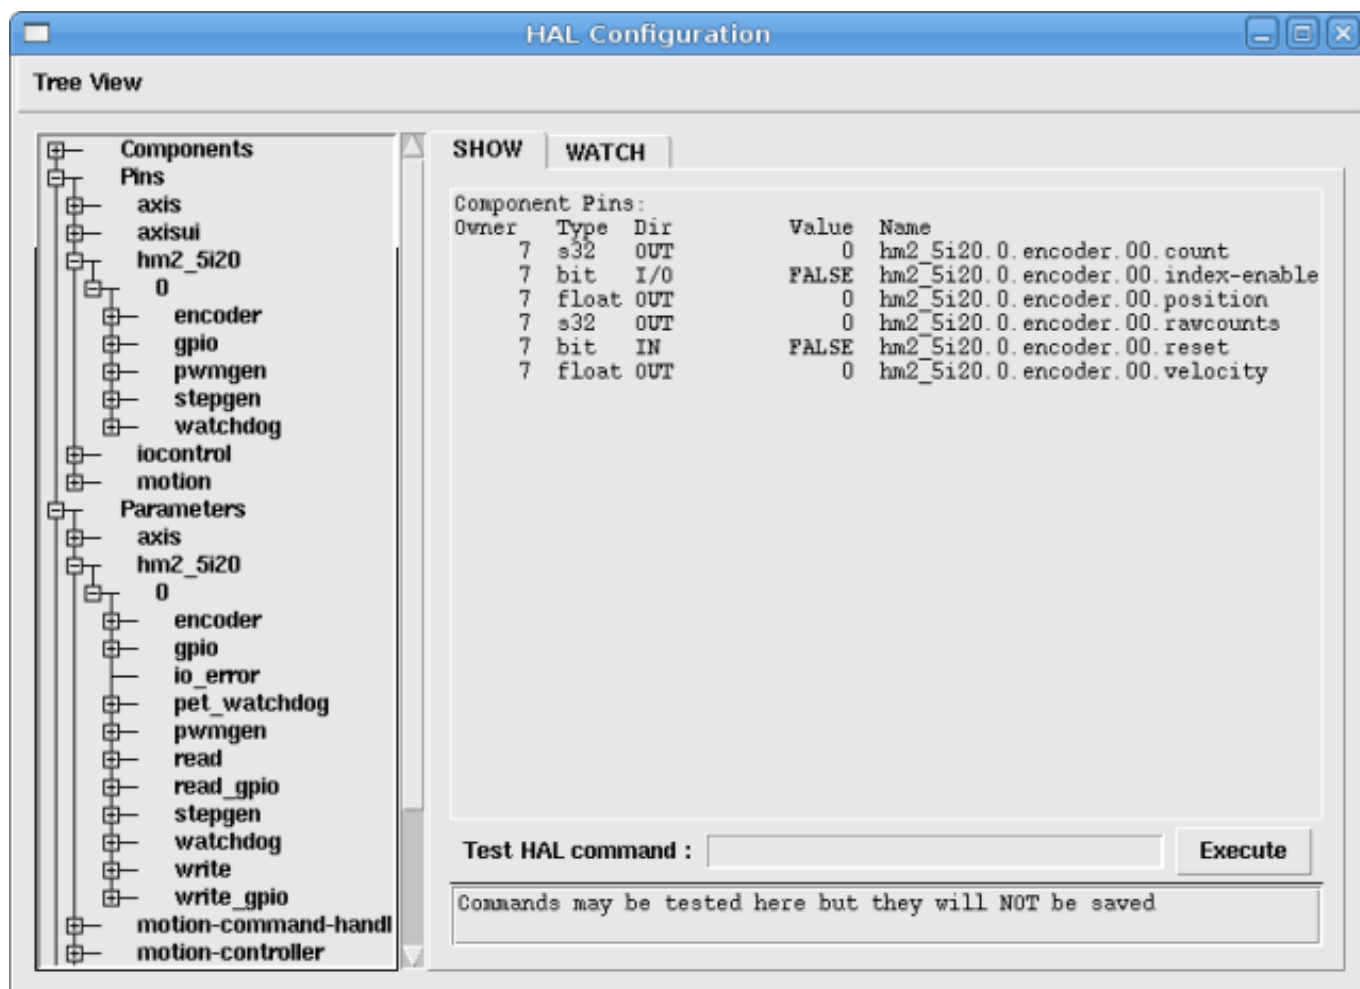 HAL Configuration
Tree View
Components
Pins
axis
axisui
hm2_5i20
0
encoder
gpio
pwmgen
stepgen
watchdog
iocontrol
motion
Parameters
axis
hm2_5i20
0
encoder
gpio
io_error
pet_watchdog
pwmgen
read
read_gpio
stepgen
watchdog
write
write_gpio
motion-command-handl
motion-controller
SHOW WATCH
Component Pins:
Owner Type Dir Value Name
7 s32 OUT 0 hm2_5i20.0.encoder.00.count
7 bit I/O FALSE hm2_5i20.0.encoder.00.index-enable
7 float OUT 0 hm2_5i20.0.encoder.00.position
7 s32 OUT 0 hm2_5i20.0.encoder.00.rawcounts
7 bit IN FALSE hm2_5i20.0.encoder.00.reset
7 float OUT 0 hm2_5i20.0.encoder.00.velocity
Test HAL command : Execute
Commands may be tested here but they will NOT be saved